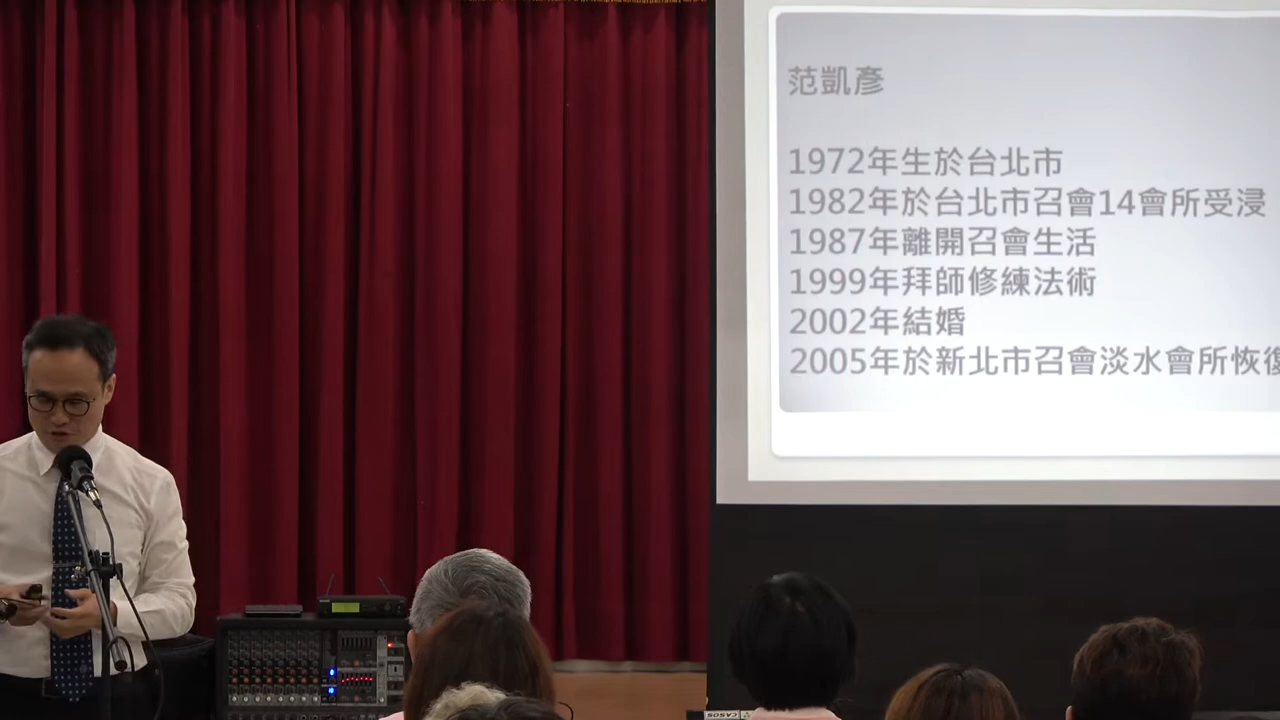 范凱彥
1972年生於台北市
1982年於台北市召會14會所受浸
1987年離開召會生活
1999年拜師修練法術
2002年結婚
2005年於新北市召會淡水會所恢復
CASOS